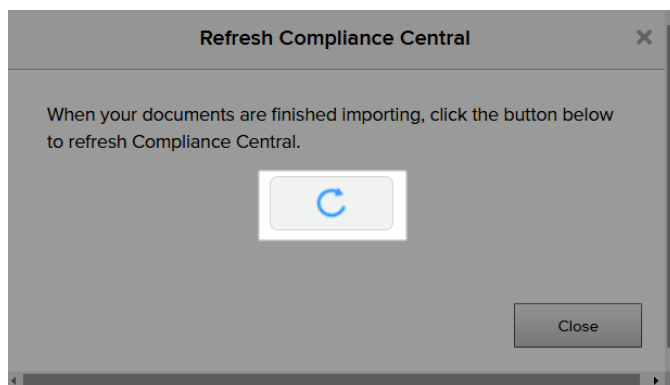 Refresh Compliance Central
When your documents are finished importing, click the button below
to refresh Compliance Central.
Close